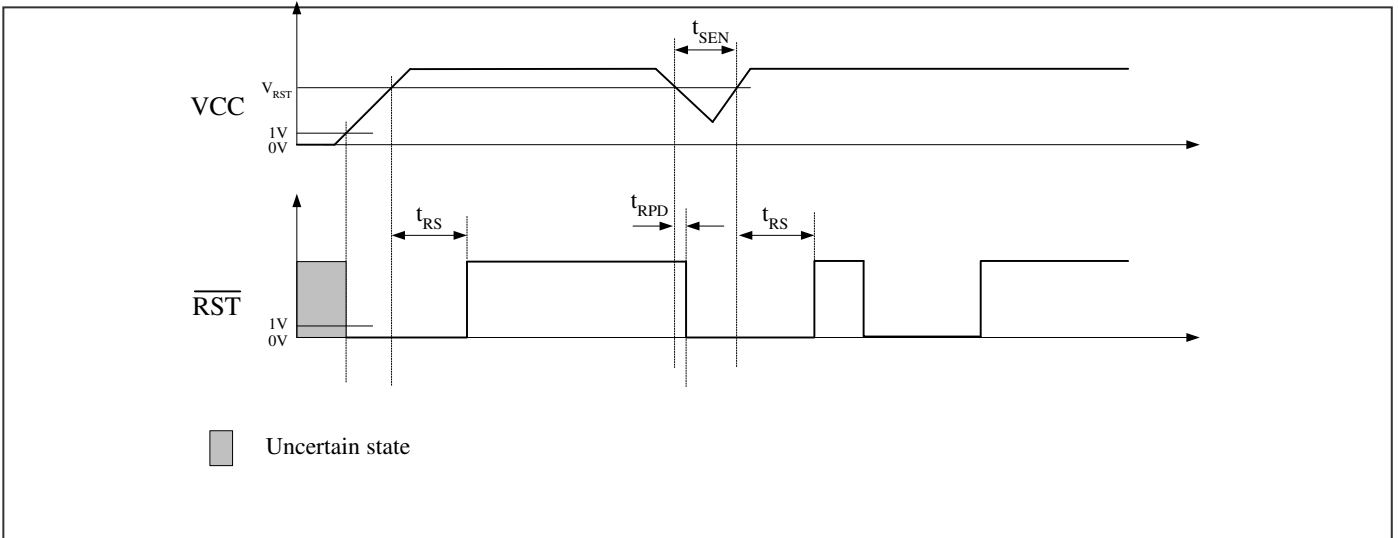 tSEN
VRST
VCC
1V
0V
tRPD
tRS
tRS
RST
1V
0V
Uncertain state